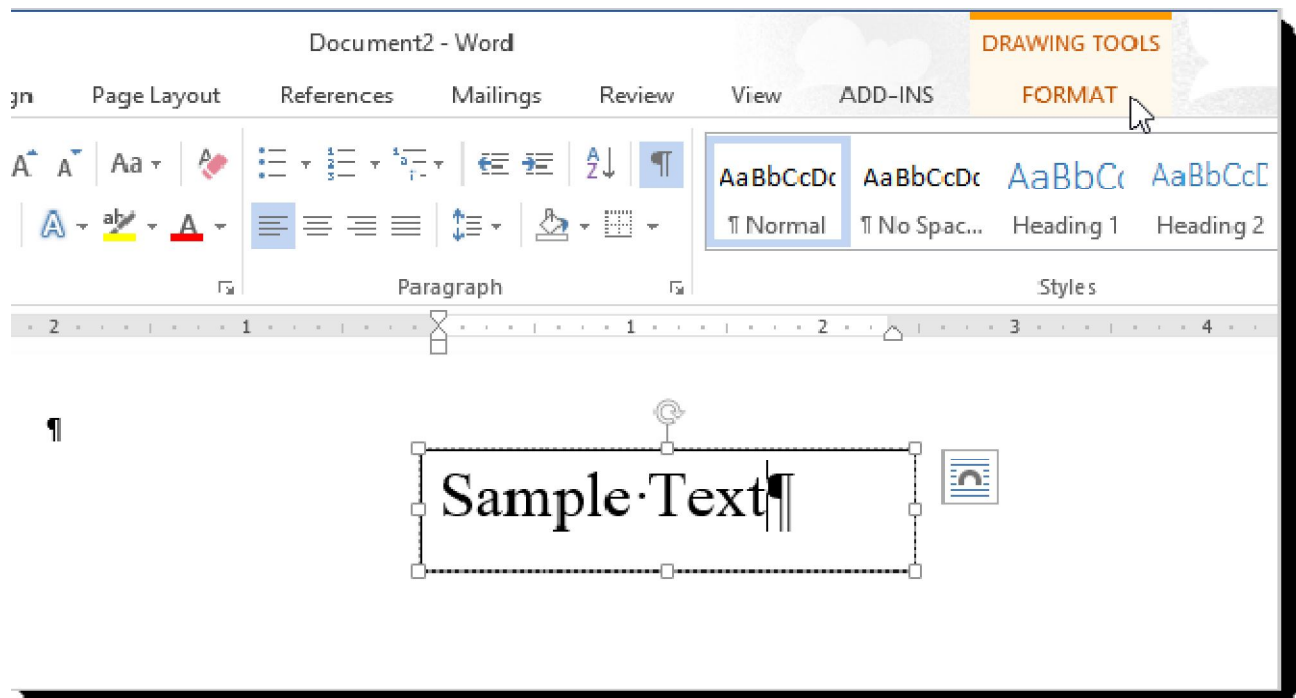 Document2 - Word
DRAWING TOOLS
gn Page Layout References Mailings Review View ADD-INS FORMAT
A A Aa A A Z ¶ AaBbCcDc AaBbCcDc AaBbCc AaBbCcD
A ab A ¶ Normal ¶ No Spac... Heading 1 Heading 2
Paragraph Styles
2 1 1 2 3 4
¶
Sample·Text¶